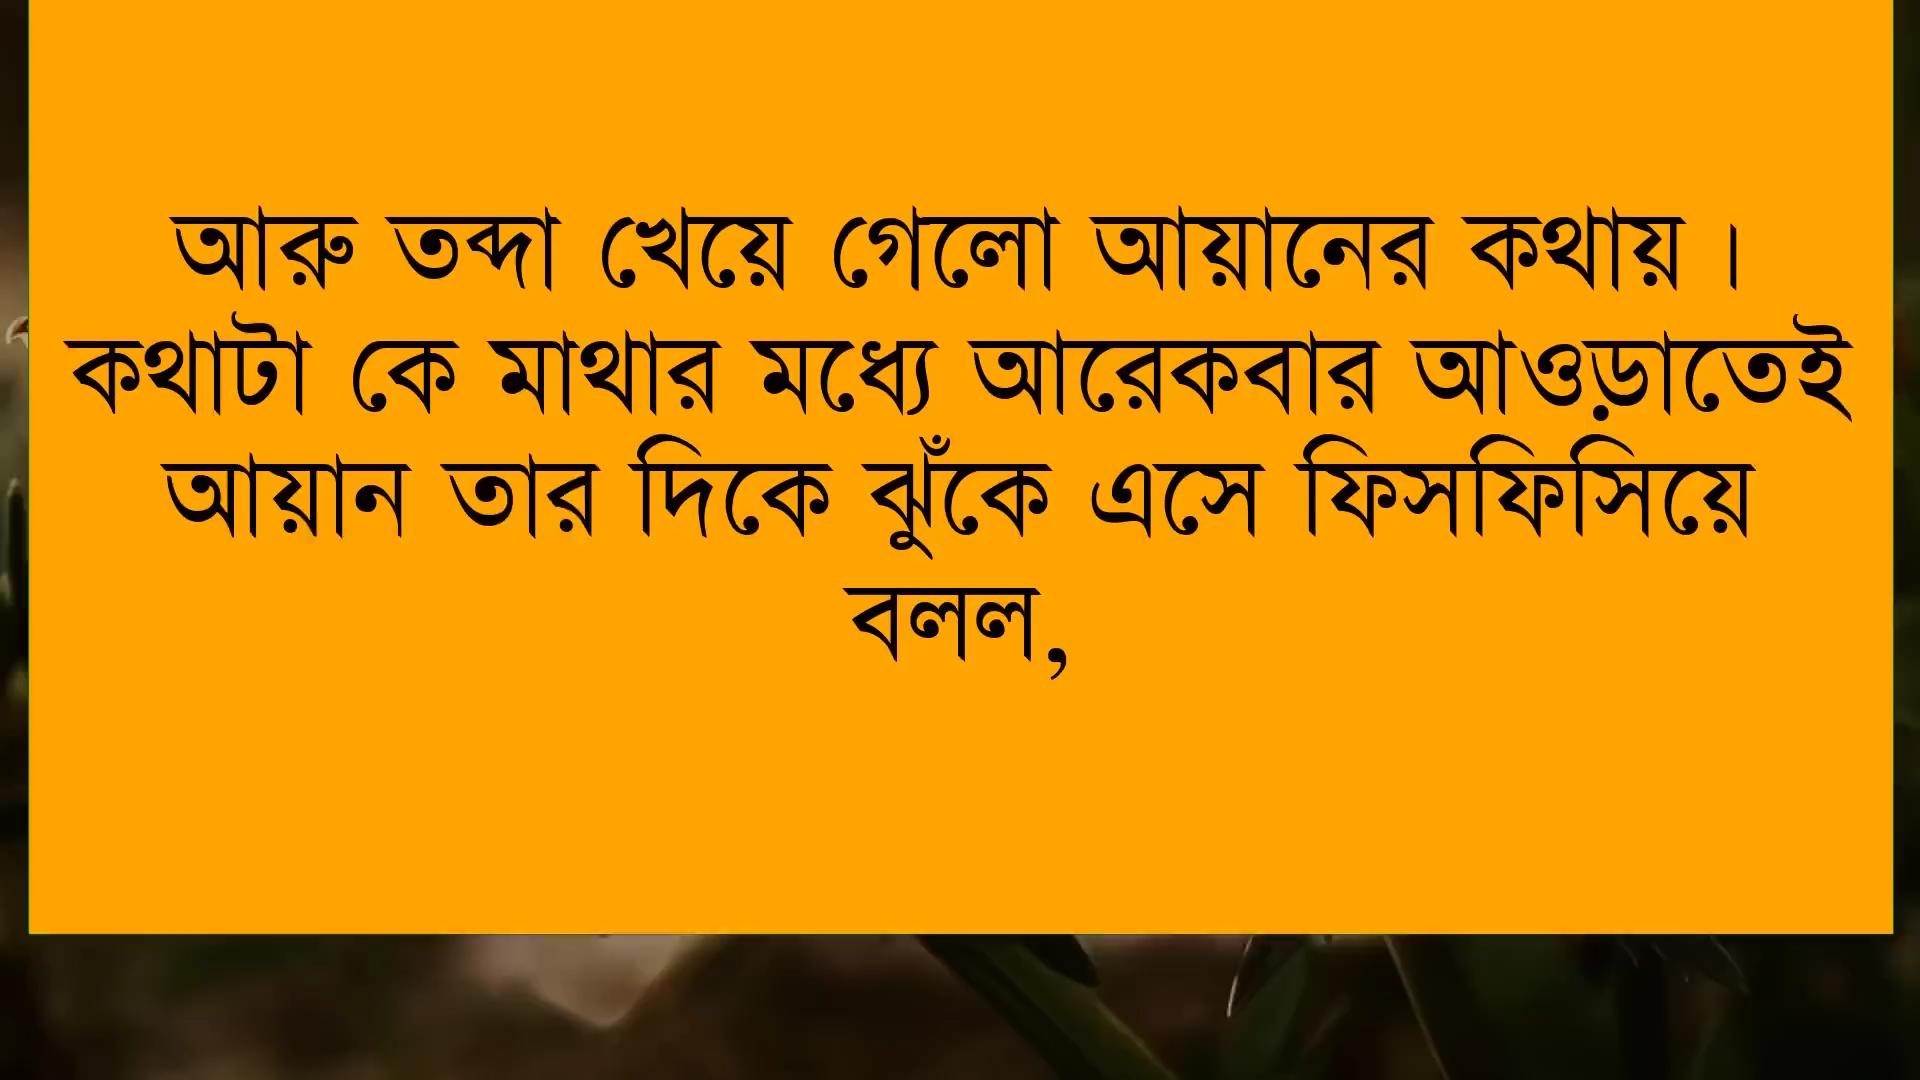 আরু তব্দা খেয়ে গেলো আয়ানের কথায়।
কথাটা কে মাথার মধ্যে আরেকবার আওড়াতেই
আয়ান তার দিকে ঝুঁকে এসে ফিসফিসিয়ে
বলল,